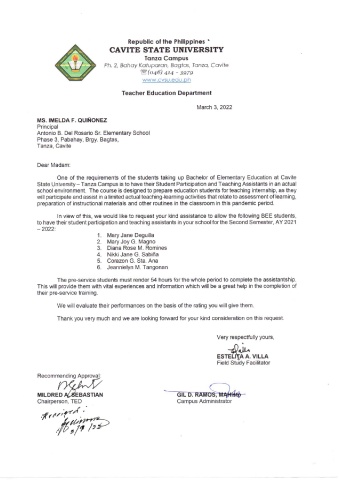 Republic of the Philippines
CAVITE STATE UNIVERSITY
Tanza Campus
Ph. 2, Bahay Katuparan, Bagtas, Tanza, Cavite
☎(046) 414 - 3979
www.cvsu.edu.ph
Teacher Education Department
March 3, 2022
MS. IMELDA F. QUIÑONEZ
Principal
Antonio B. Del Rosario Sr. Elementary School
Phase 3, Pabahay, Brgy. Bagtas,
Tanza, Cavite
Dear Madam:
One of the requirements of the students taking up Bachelor of Elementary Education at Cavite
State University – Tanza Campus is to have their Student Participation and Teaching Assistants in an actual
school environment. The course is designed to prepare education students for teaching internship, as they
will participate and assist in a limited actual teaching-learning activities that relate to assessment of learning,
preparation of instructional materials and other routines in the classroom in this pandemic period.
In view of this, we would like to request your kind assistance to allow the following BEE students,
to have their student participation and teaching assistants in your school for the Second Semester, AY 2021
– 2022:
1. Mary Jane Deguilla
2. Mary Joy G. Magno
3. Diana Rose M. Romines
4. Nikki Jane G. Sabiña
5. Corazon G. Sta. Ana
6. Jeannielyn M. Tangonan
The pre-service students must render 54 hours for the whole period to complete the assistantship.
This will provide them with vital experiences and information which will be a great help in the completion of
their pre-service training.
We will evaluate their performances on the basis of the rating you will give them.
Thank you very much and we are looking forward for your kind consideration on this request.
Very respectfully yours,
ESTELITA A. VILLA
Field Study Facilitator
Recommending Approval:
MILDRED A. SEBASTIAN
Chairperson, TED
GIL D. RAMOS,
Campus Administrator
Received: